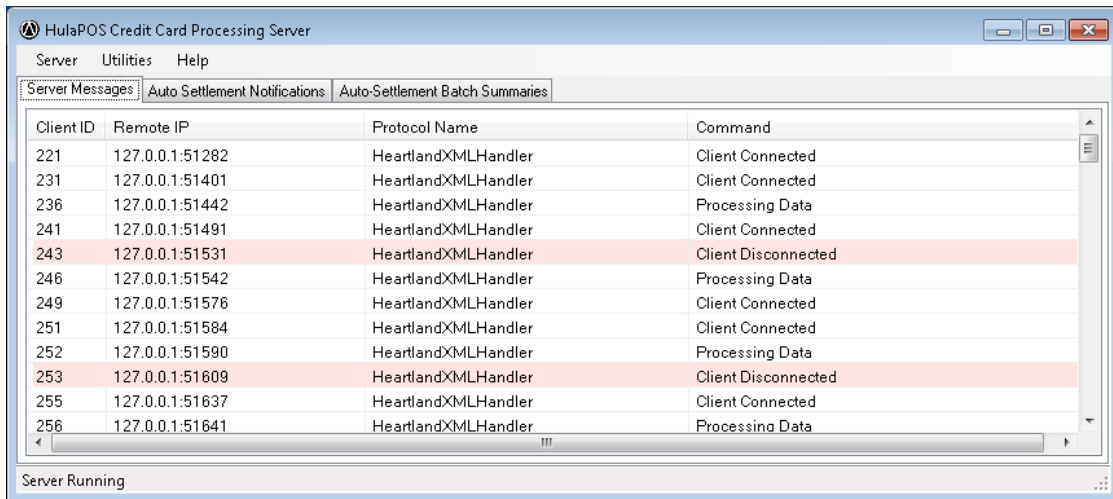 HulaPOS Credit Card Processing Server
Server Utilities Help
Server Messages Auto Settlement Notifications Auto-Settlement Batch Summaries
Client ID Remote IP Protocol Name Command
221 127.0.0.1:51282 HeartlandXMLHandler Client Connected
231 127.0.0.1:51401 HeartlandXMLHandler Client Connected
236 127.0.0.1:51442 HeartlandXMLHandler Processing Data
241 127.0.0.1:51491 HeartlandXMLHandler Client Connected
243 127.0.0.1:51531 HeartlandXMLHandler Client Disconnected
246 127.0.0.1:51542 HeartlandXMLHandler Processing Data
249 127.0.0.1:51576 HeartlandXMLHandler Client Connected
251 127.0.0.1:51584 HeartlandXMLHandler Client Connected
252 127.0.0.1:51590 HeartlandXMLHandler Processing Data
253 127.0.0.1:51609 HeartlandXMLHandler Client Disconnected
255 127.0.0.1:51637 HeartlandXMLHandler Client Connected
256 127.0.0.1:51641 HeartlandXMLHandler Processing Data
Server Running